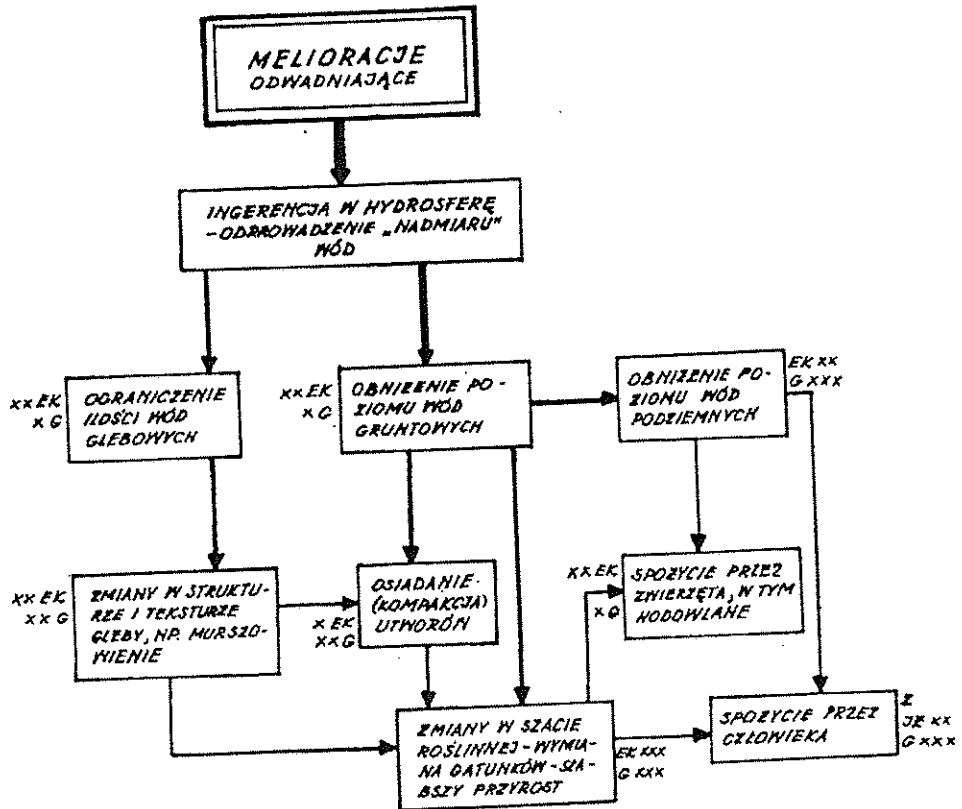 MELIORACJE
ODWADNIAJĄCE
INGERENCJA W HYDROSFERĘ
-ODPROWADZENIE „NADMIARU"
WÓD
XX EK
X G
OGRANICZENIE
ILOŚCI WÓD
GLEBOWYCH
XX EK
X G
OBNIŻENIE PO-
ZIOMU WÓD
GRUNTOWYCH
OBNIŻENIE PO-
ZIOMU WÓD
PODZIEMNYCH
EK XX
G XXX
XX EK
XX G
ZMIANY W STRUKTU-
RZE I TEKSTURZE
GLEBY, NP. MURSZO-
WIENIE
OSIADANIE-
(KOMPAKCJA)
UTWORÓW
X EK
XX G
XX EK
X G
SPOŻYCIE PRZEZ
ZWIERZĘTA, W TYM
HODOWLANE
ZMIANY W SZACIE
ROŚLINNEJ-WYMIA-
NA GATUNKÓW-SŁA-
BSZY PRZYROST
EK XXX
G XXX
SPOŻYCIE PRZEZ
CZŁOWIEKA
Z
JZ XX
G XXX